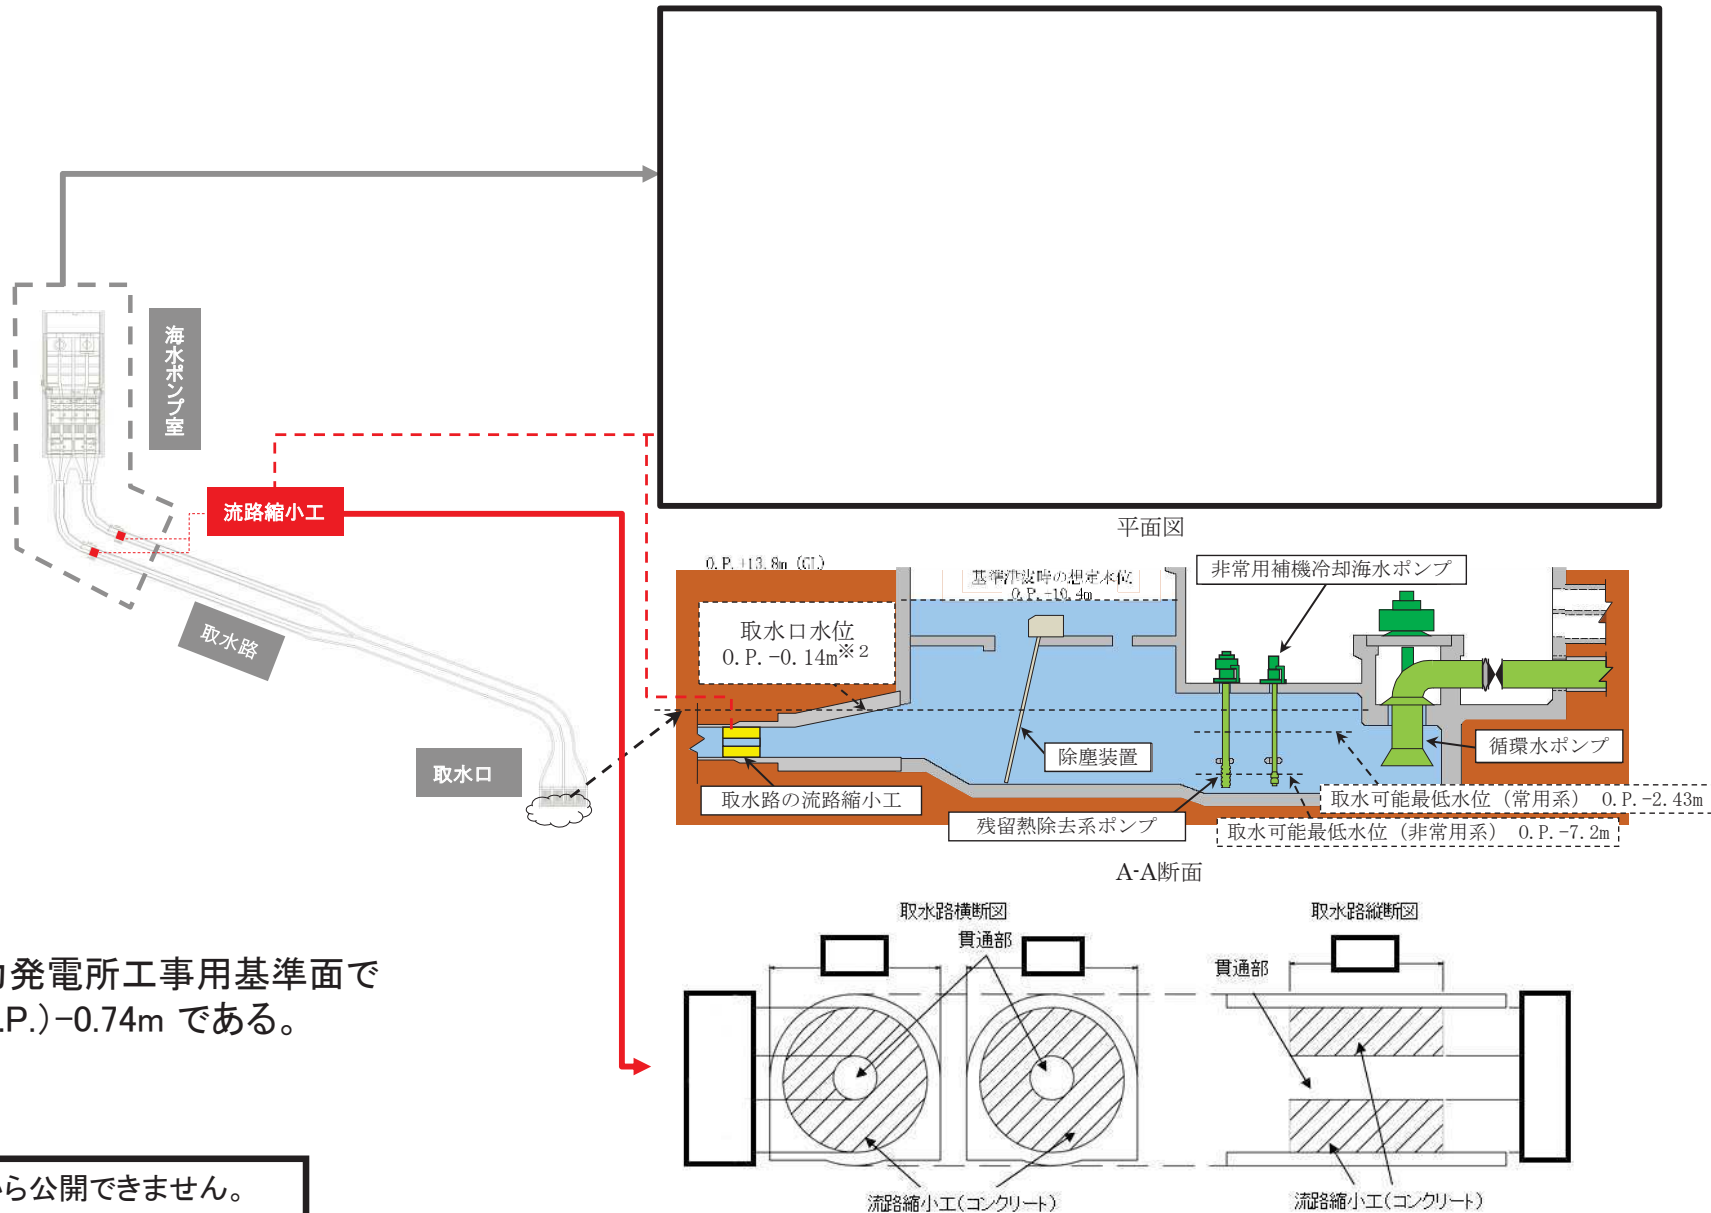 海水ポンプ室
流路縮小工
取水路
取水口
平面図
O.P.+13.8m (GL)
基準津波時の想定水位
O.P.-10.4m
取水口水位
O.P.-0.14m※2
非常用補機冷却海水ポンプ
除塵装置
循環水ポンプ
取水路の流路縮小工
残留熱除去系ポンプ
取水可能最低水位(常用系) O.P.-2.43m
取水可能最低水位(非常用系) O.P.-7.2m
A-A断面
取水路横断図
貫通部
取水路縦断図
貫通部
流路縮小工(コンクリート)
流路縮小工(コンクリート)
発電所工事用基準面で
.P.)-0.74m である。
ら公開できません。